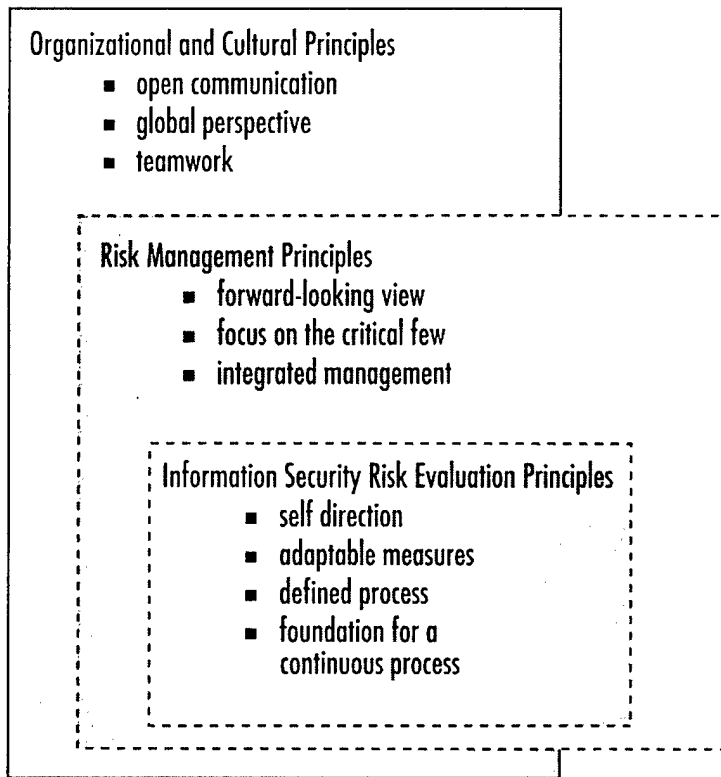 Organizational and Cultural Principles
■ open communication
■ global perspective
■ teamwork
Risk Management Principles
■ forward-looking view
■ focus on the critical few
■ integrated management
Information Security Risk Evaluation Principles
■ self direction
■ adaptable measures
■ defined process
■ foundation for a
continuous process